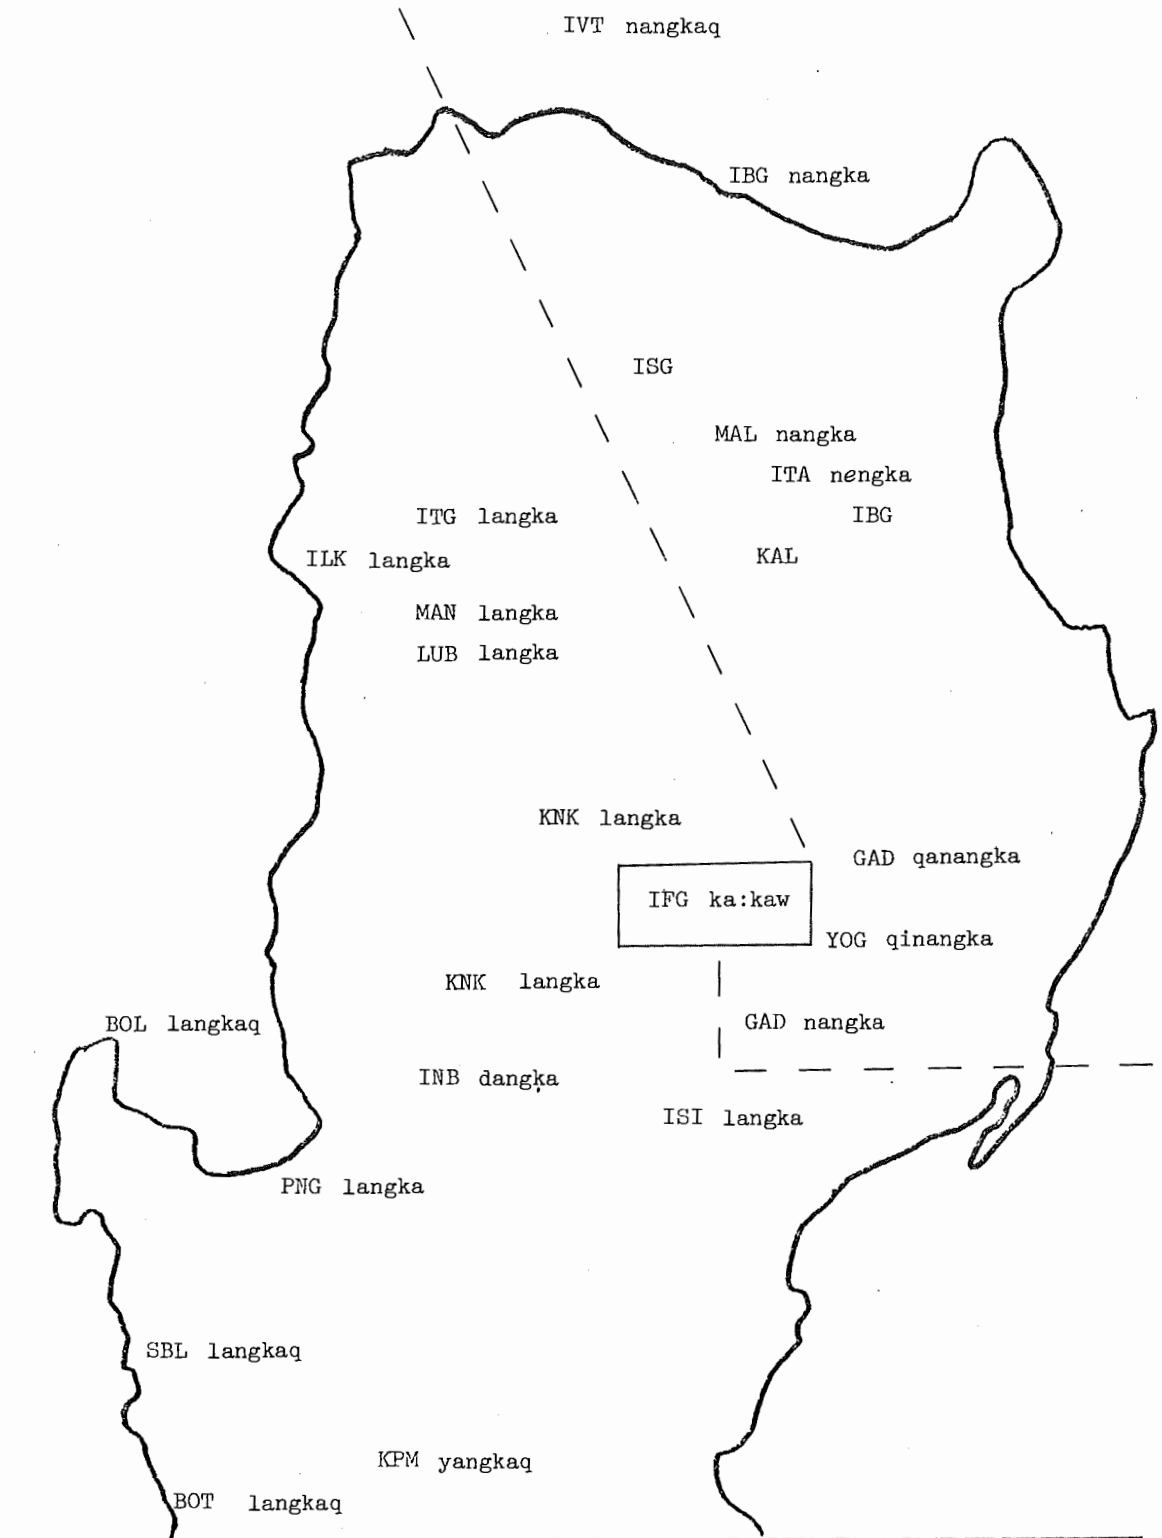 IVT nangkaq
IBG nangka
ISG
MAL nangka
ITA nengka
ITG langka
IBG
ILK langka
KAL
MAN langka
LUB langka
KNK langka
GAD qanangka
IFG ka:kaw
YOG qinangka
KNK langka
BOL langkaq
GAD nangka
INB dangka
ISI langka
PNG langka
SBL langkaq
KPM yangkaq
BOT langkaq